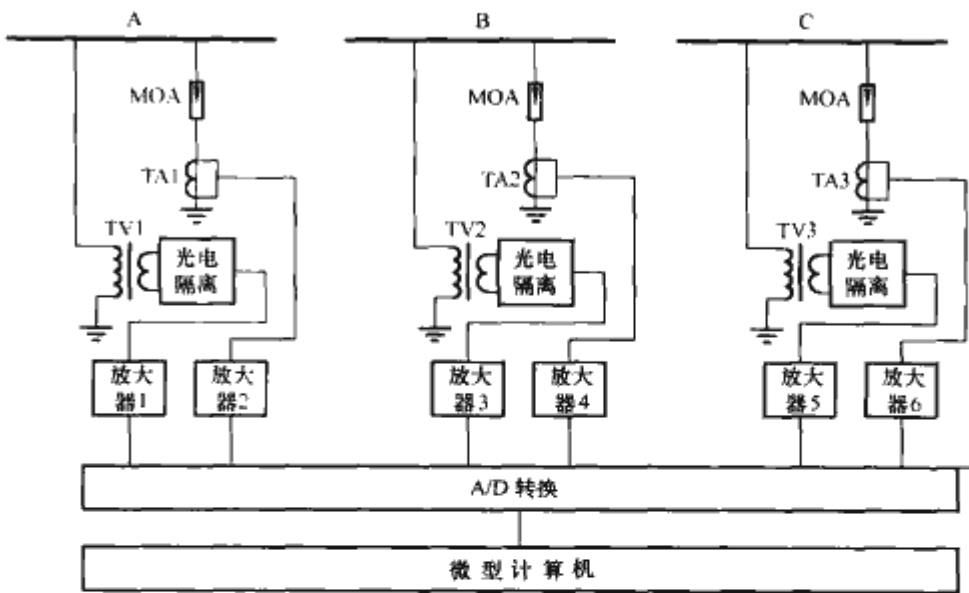 A
B
C
MOA
MOA
MOA
TA1
TA2
TA3
TV1
TV2
TV3
光电
隔离
光电
隔离
光电
隔离
放大
器1
放大
器2
放大
器3
放大
器4
放大
器5
放大
器6
A/D 转换
微型计算机